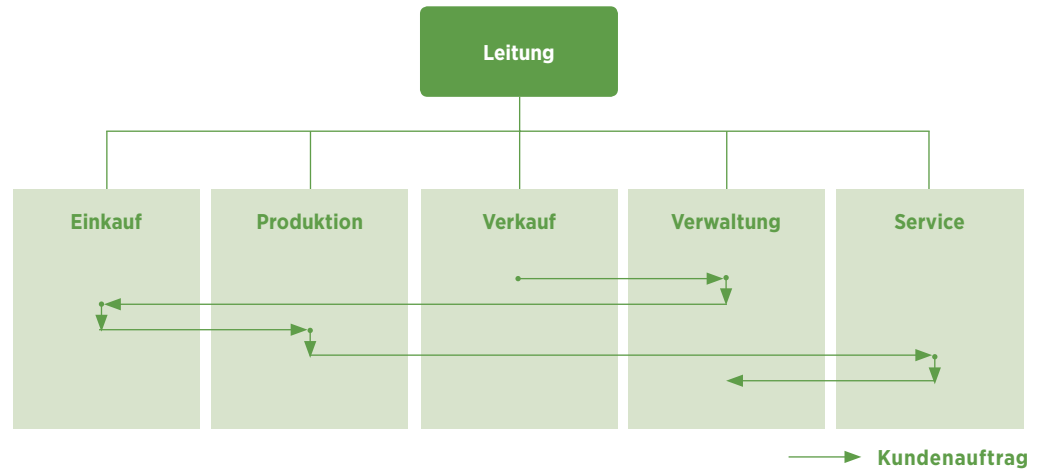 Leitung
Einkauf
Produktion
Verkauf
Verwaltung
Service
Kundenauftrag